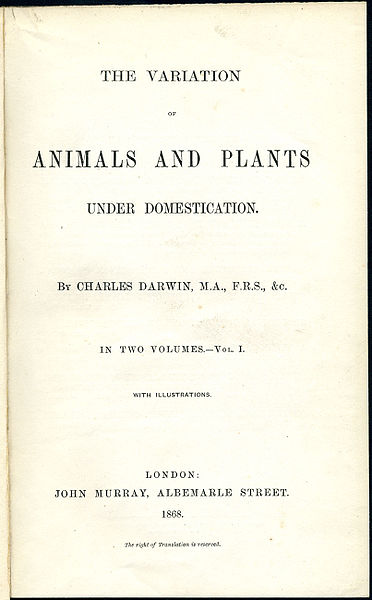 THE VARIATION
OF
ANIMALS AND PLANTS
UNDER DOMESTICATION.
By CHARLES DARWIN, M.A., F.R.S., &c.
IN TWO VOLUMES.—Vol. I.
WITH ILLUSTRATIONS.
LONDON:
JOHN MURRAY, ALBEMARLE STREET.
1868.
The right of Translation is reserved.